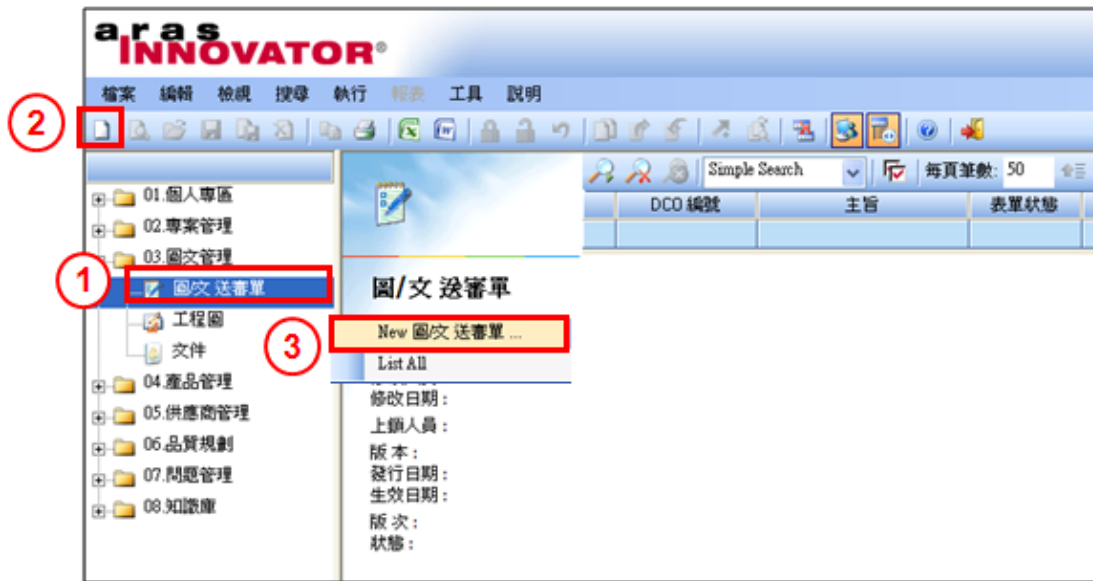 aras
INNOVATOR®
檔案 編輯 檢視 搜尋 執行 報表 工具 說明
2
Simple Search 每頁筆數: 50
DCO 編號 主旨 表單狀態
01.個人專區
02.專案管理
03.圖文管理
1
圖/文 送審單
工程圖
文件
04.產品管理
05.供應商管理
06.品質規劃
07.問題管理
08.知識庫
圖/文 送審單
3
New 圖/文 送審單 ...
List All
修改日期:
上鎖人員:
版本:
發行日期:
生效日期:
版次:
狀態: